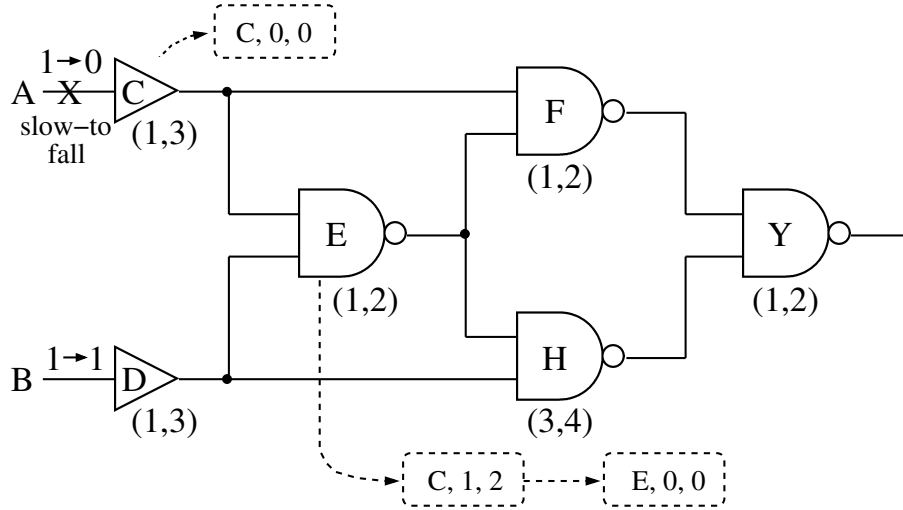 C, 0, 0
1→0
A
X
C
slow−to
fall
(1,3)
F
(1,2)
E
(1,2)
Y
(1,2)
1→1
B
D
(1,3)
H
(3,4)
C, 1, 2
E, 0, 0